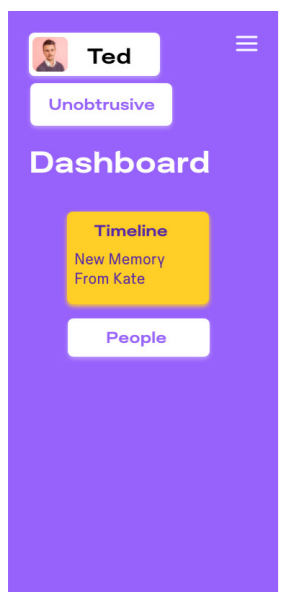 Ted
Unobtrusive
Dashboard
Timeline
New Memory
From Kate
People